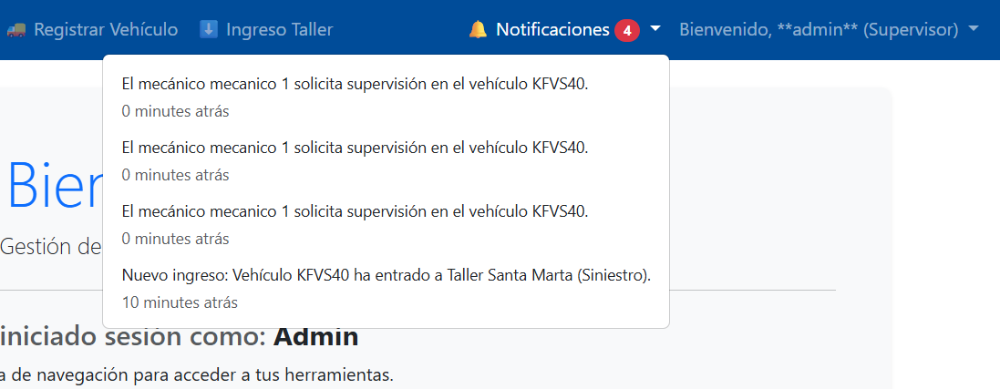 Registrar Vehículo Ingreso Taller Notificaciones 4 Bienvenido, **admin** (Supervisor)
El mecánico mecanico 1 solicita supervisión en el vehículo KFVS40.
0 minutes atrás
El mecánico mecanico 1 solicita supervisión en el vehículo KFVS40.
0 minutes atrás
El mecánico mecanico 1 solicita supervisión en el vehículo KFVS40.
0 minutes atrás
Nuevo ingreso: Vehículo KFVS40 ha entrado a Taller Santa Marta (Siniestro).
10 minutes atrás
Bien
Gestión de
iniciado sesión como: Admin
a de navegación para acceder a tus herramientas.